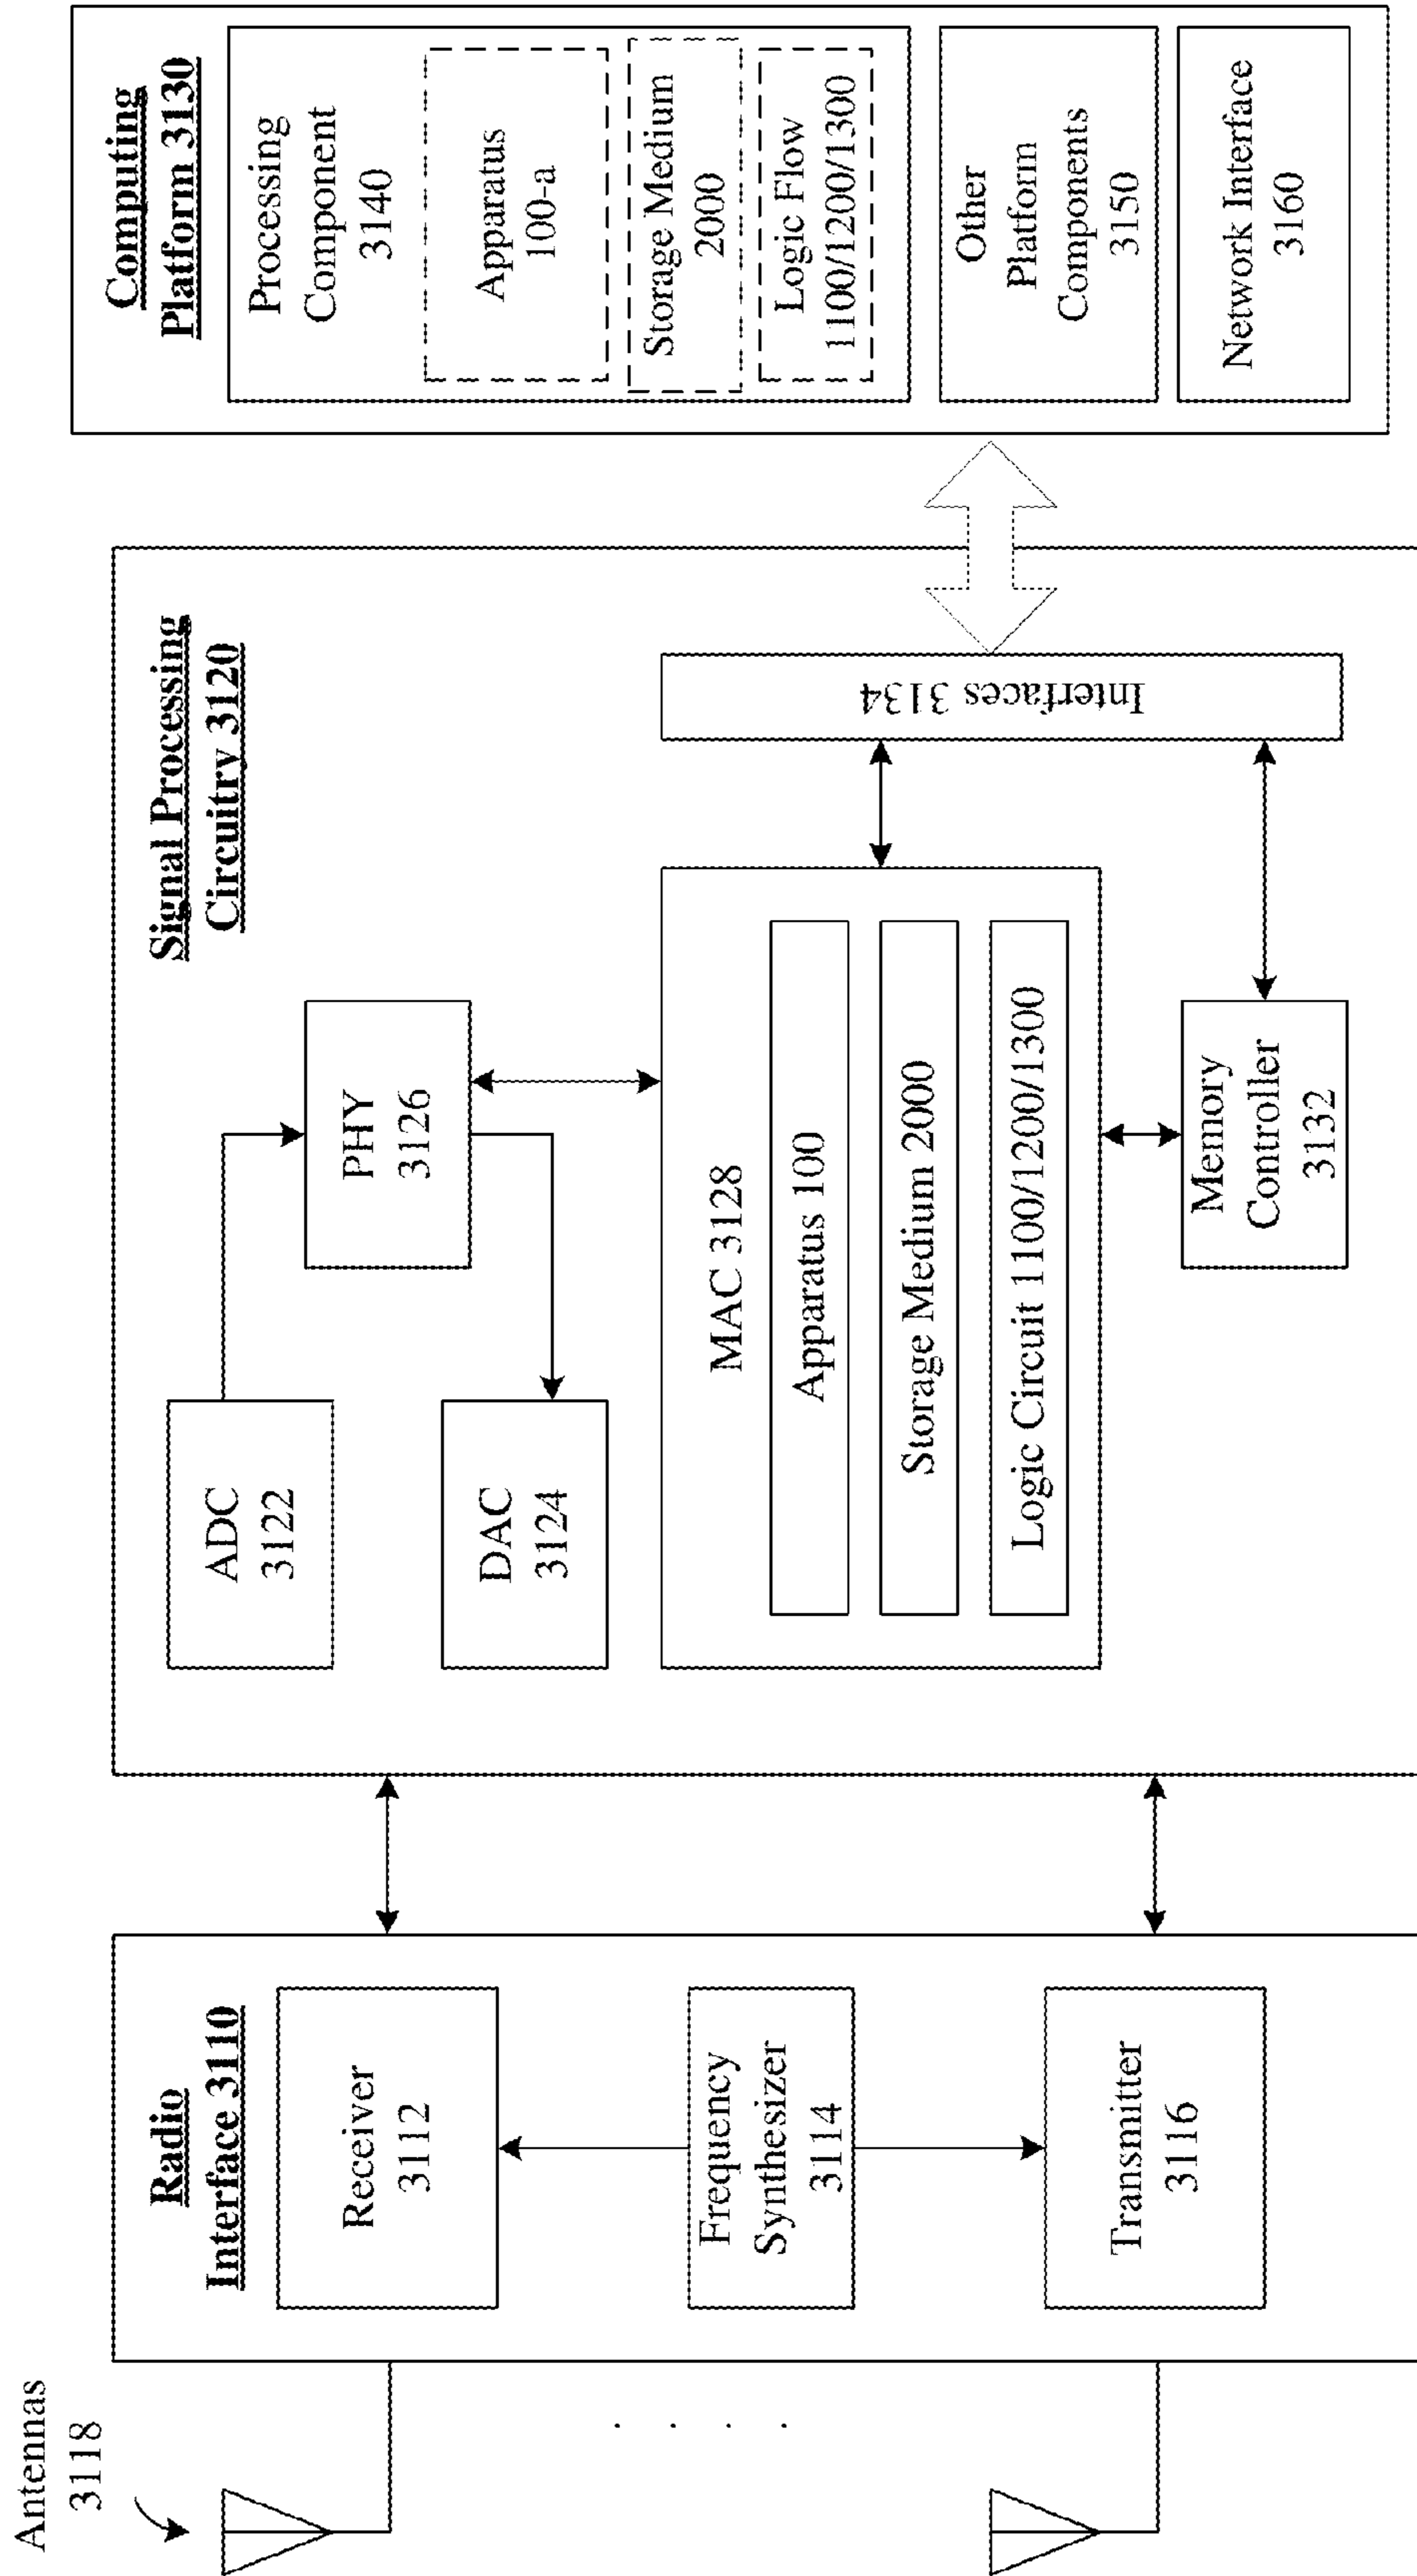 Antennas
3118
Radio
Interface 3110
Receiver
3112
Frequency
Synthesizer
3114
Transmitter
3116
Signal Processing
Circuitry 3120
ADC
3122
PHY
3126
DAC
3124
MAC 3128
Apparatus 100
Storage Medium 2000
Logic Circuit 1100/1200/1300
Memory
Controller
3132
Interfaces 3134
Computing
Platform 3130
Processing
Component
3140
Apparatus
100-a
Storage Medium
2000
Logic Flow
1100/1200/1300
Other
Platform
Components
3150
Network Interface
3160